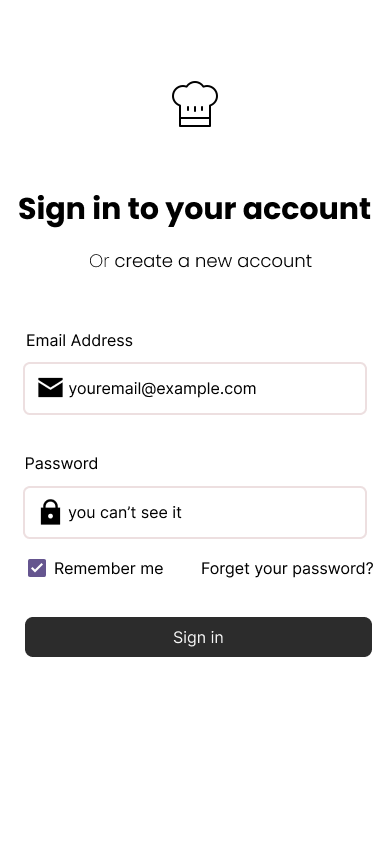 Sign in to your account
Or create a new account
Email Address
youremail@example.com
Password
you can’t see it
Remember me Forget your password?
Sign in